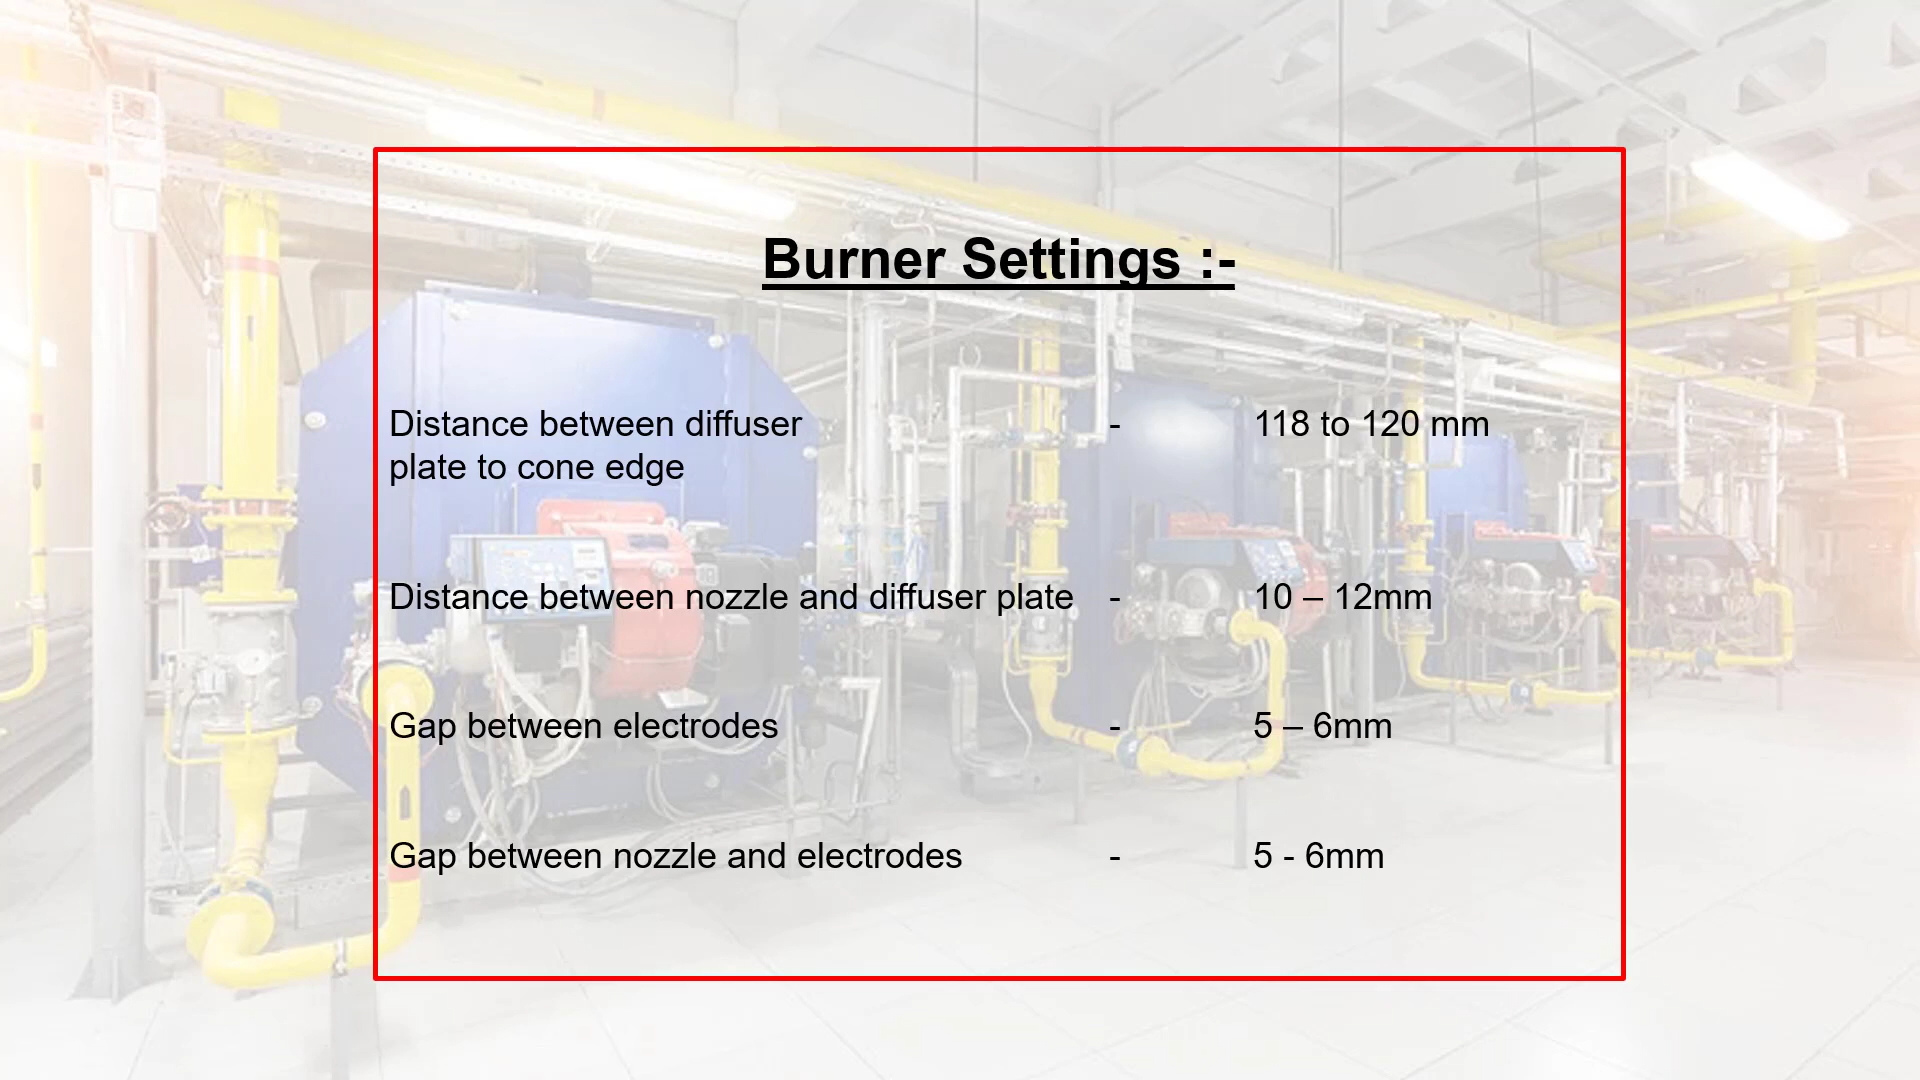 Burner Settings :-
Distance between diffuser - 118 to 120 mm
plate to cone edge
Distance between nozzle and diffuser plate - 10 – 12mm
Gap between electrodes - 5 – 6mm
Gap between nozzle and electrodes - 5 - 6mm